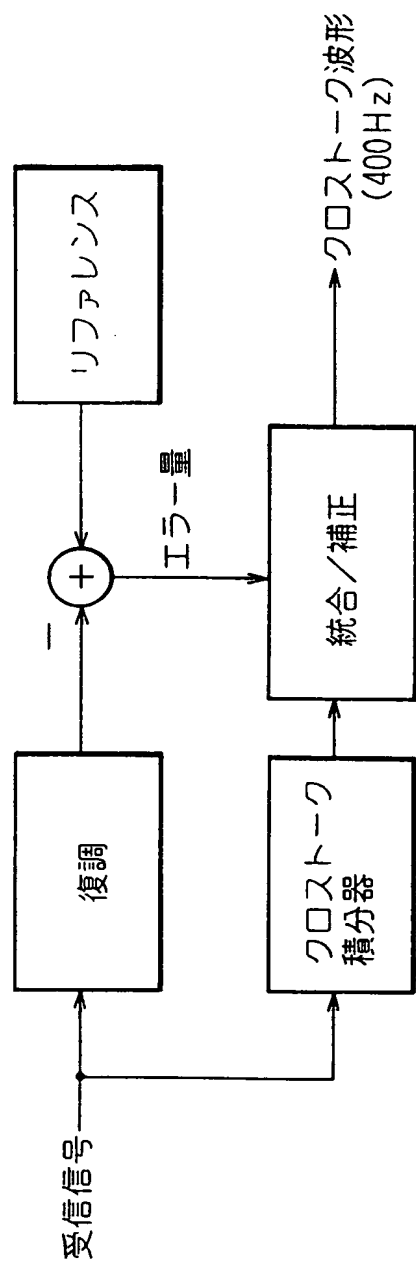 受信信号
復調
−
+
リファレンス
エラー量
クロストーク
積分器
統合/補正
クロストーク波形
(400Hz)